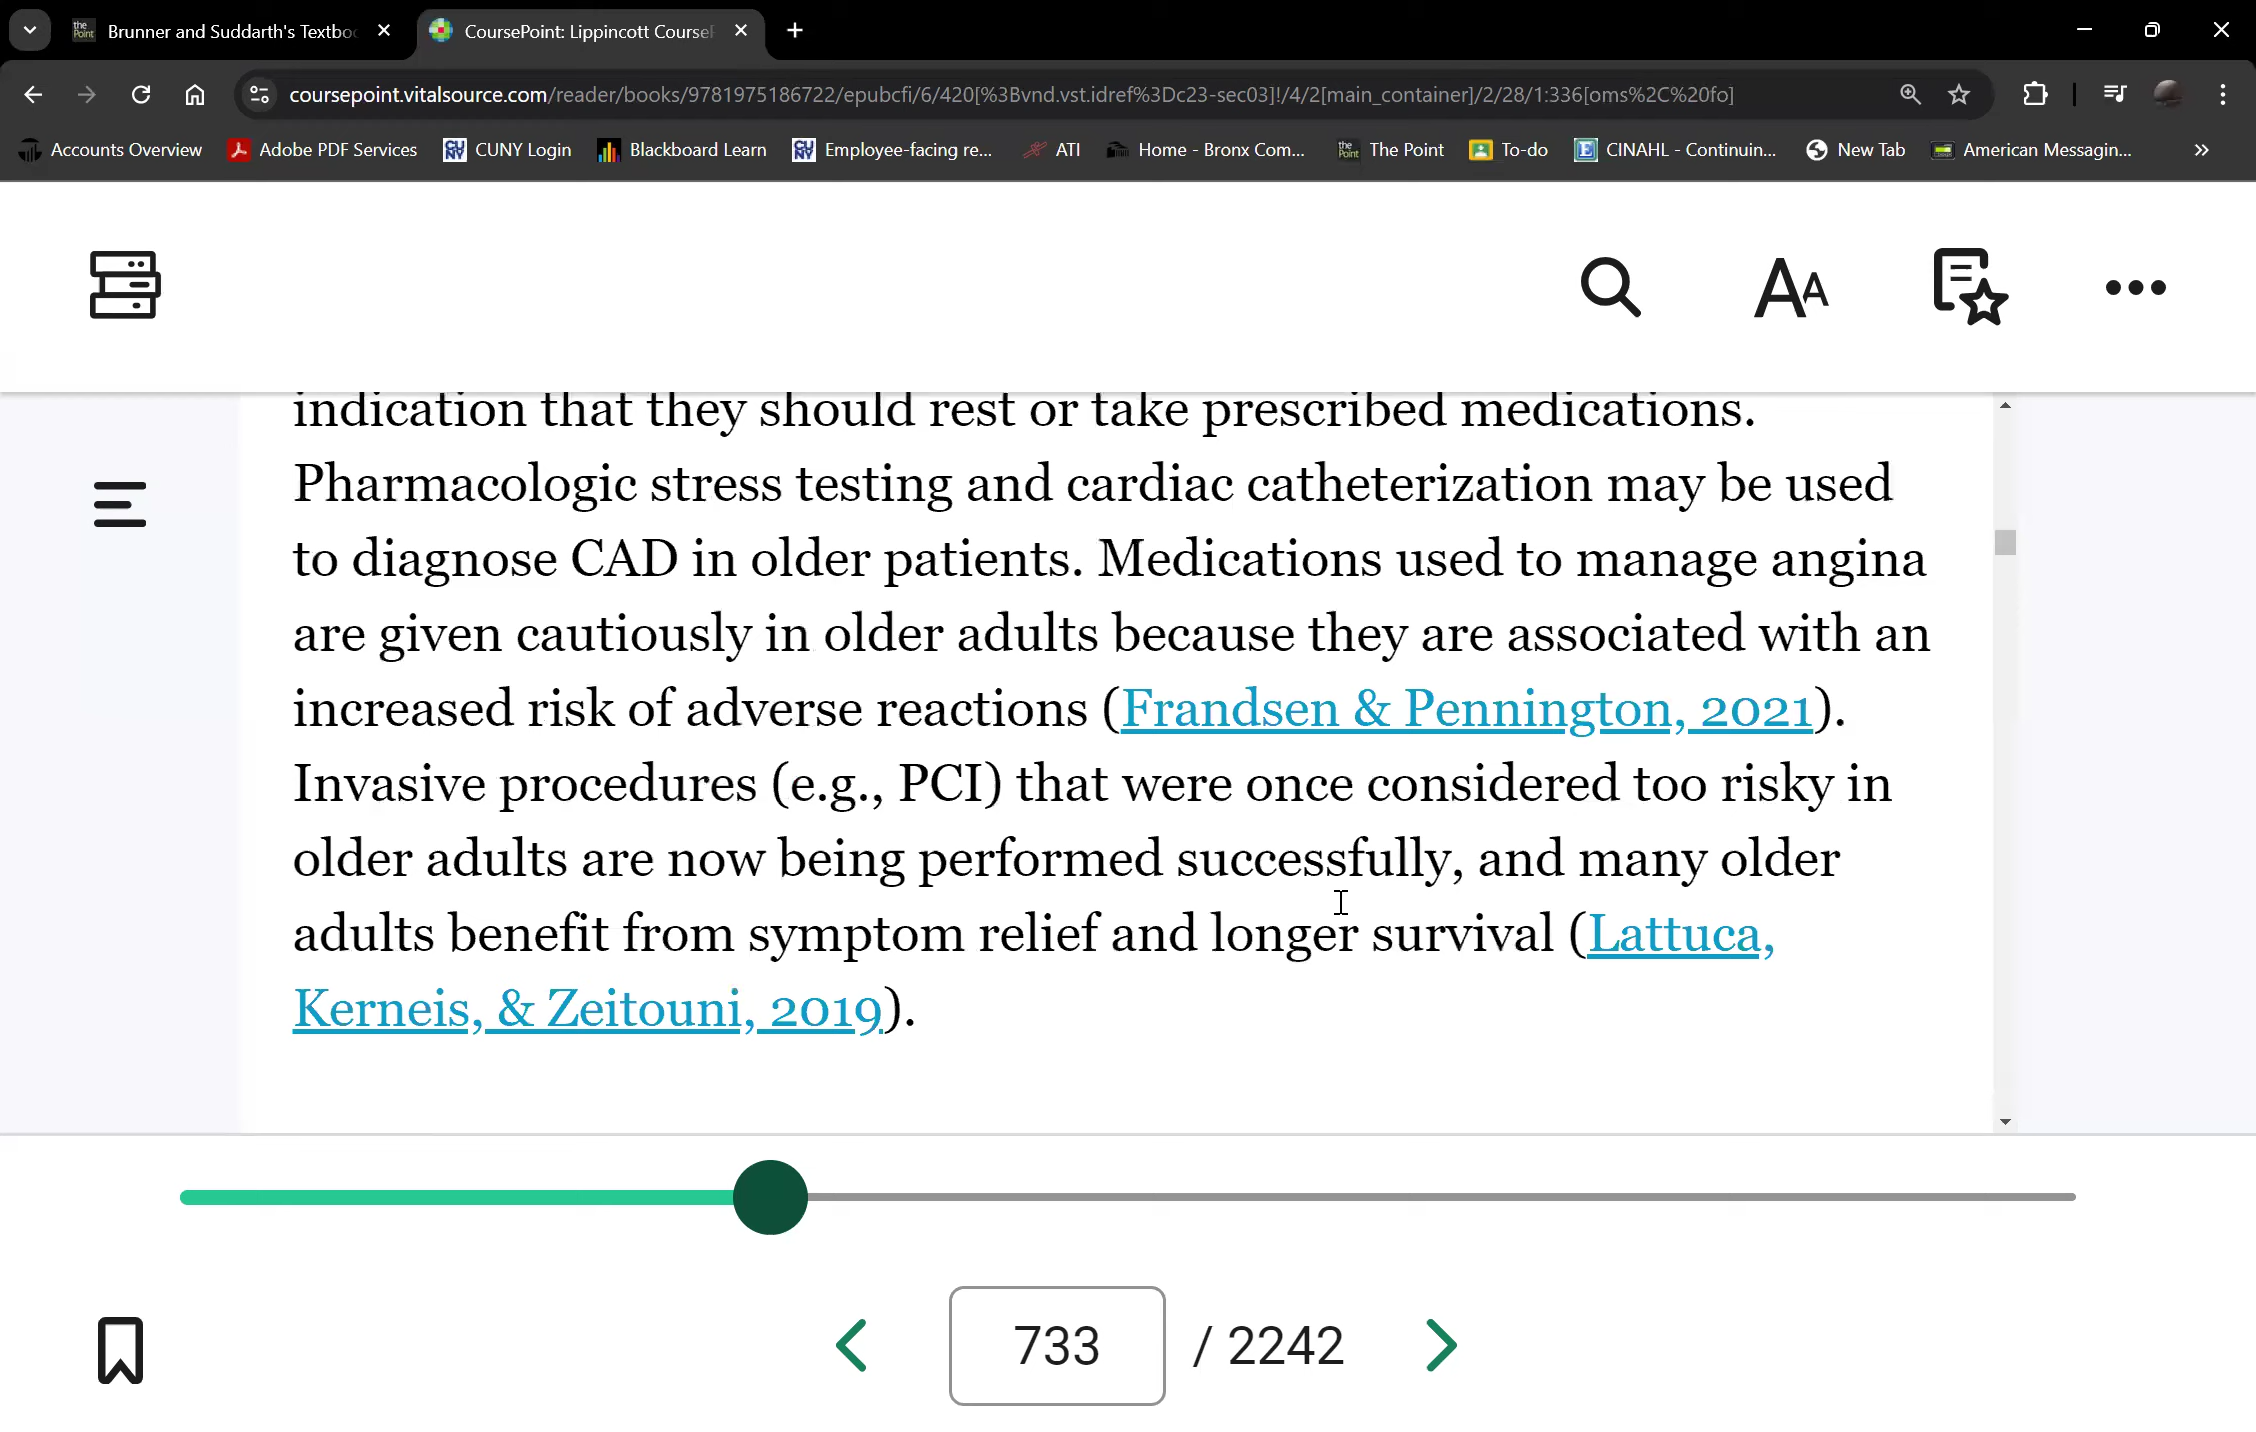 the Point Brunner and Suddarth's Textbo
CoursePoint: Lippincott Course
coursepoint.vitalsource.com/reader/books/9781975186722/epubcfi/6/420[%3Bvnd.vst.idref%3Dc23-sec03]!/4/2[main_container]/2/28/1:336[oms%2C%20fo]
Accounts Overview Adobe PDF Services CUNY CUNY Login Blackboard Learn CUNY Employee-facing re... ATI Home - Bronx Com... the Point The Point To-do E CINAHL - Continuin... New Tab American Messagin... »
AA
indication that they should rest or take prescribed medications.
Pharmacologic stress testing and cardiac catheterization may be used
to diagnose CAD in older patients. Medications used to manage angina
are given cautiously in older adults because they are associated with an
increased risk of adverse reactions (Frandsen & Pennington, 2021).
Invasive procedures (e.g., PCI) that were once considered too risky in
older adults are now being performed successfully, and many older
adults benefit from symptom relief and longer survival (Lattuca,
Kerneis, & Zeitouni, 2019).
733 / 2242